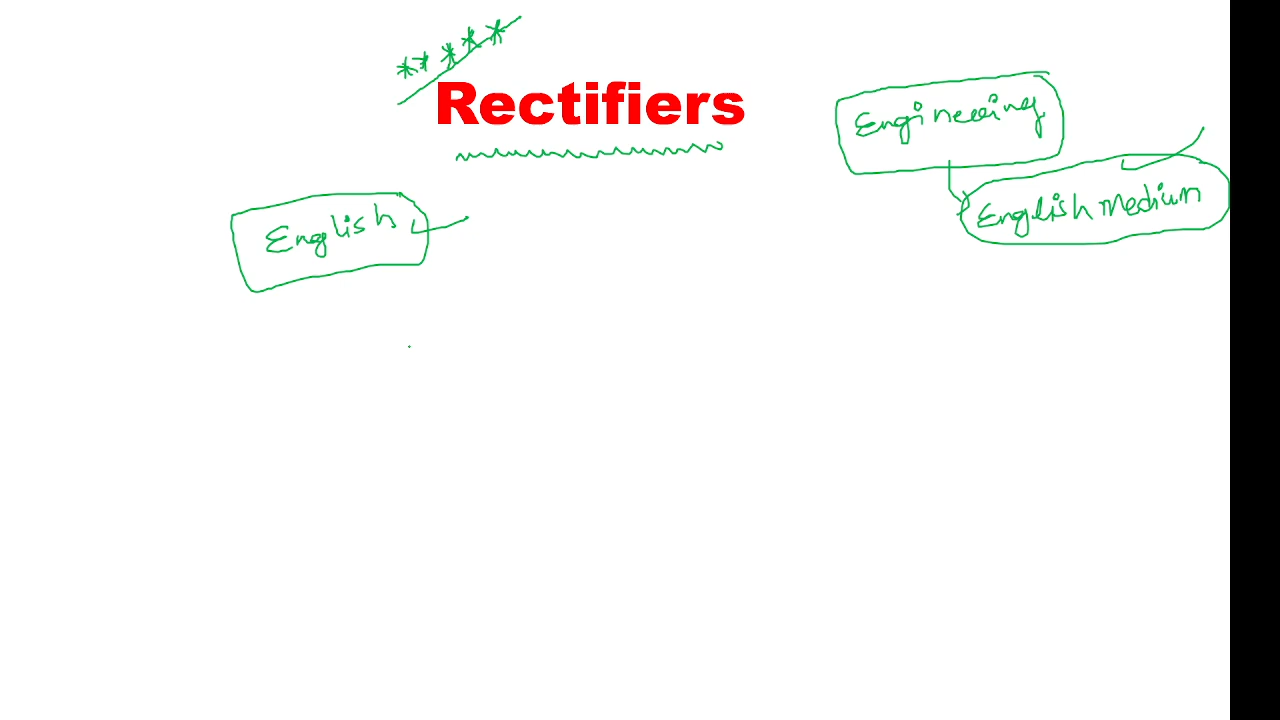 *****
Rectifiers
Engineering
English medium
English